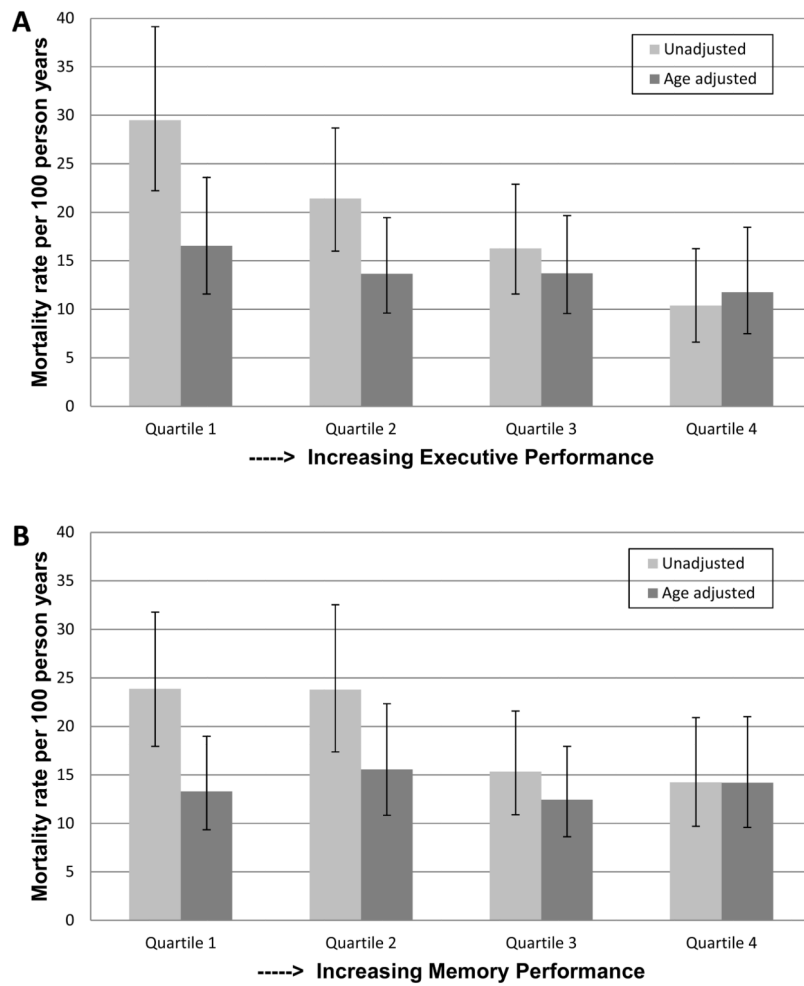 A
Mortality rate per 100 person years
40
35
30
25
20
15
10
5
0
Unadjusted
Age adjusted
Quartile 1 Quartile 2 Quartile 3 Quartile 4
-----> Increasing Executive Performance
B
Mortality rate per 100 person years
40
35
30
25
20
15
10
5
0
Unadjusted
Age adjusted
Quartile 1 Quartile 2 Quartile 3 Quartile 4
-----> Increasing Memory Performance